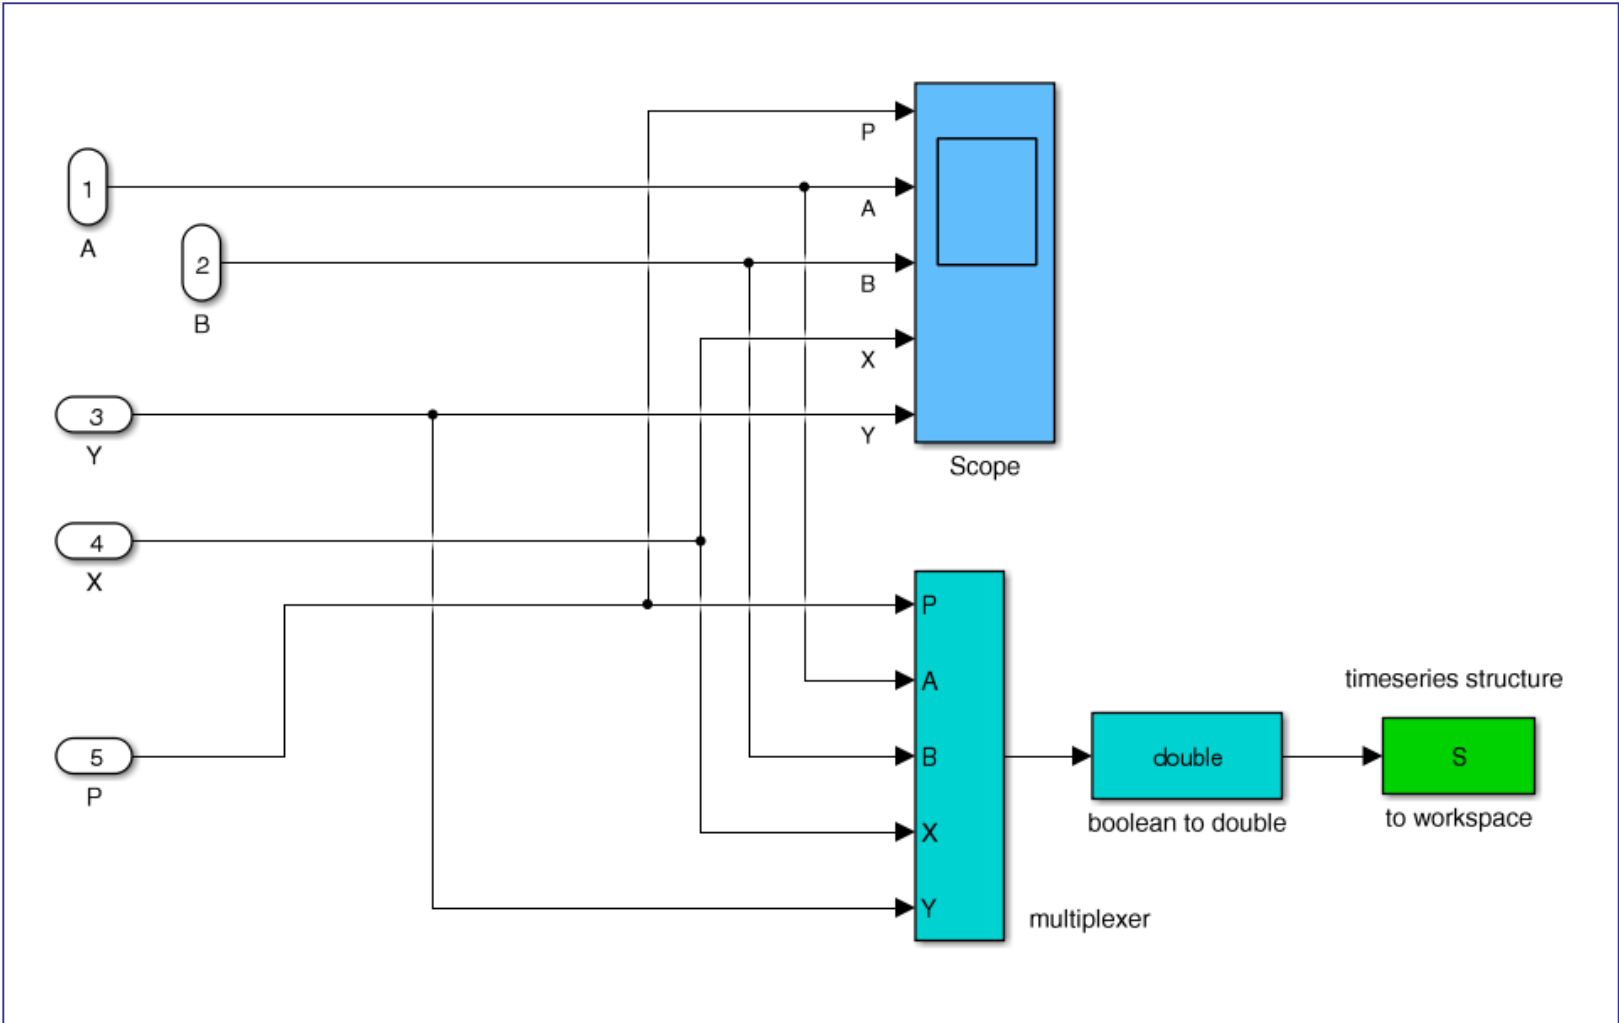 P
1
A
A
2
B
B
X
3
Y
Y
Scope
4
X
P
A
timeseries structure
5
P
B
double
S
boolean to double
to workspace
X
Y
multiplexer